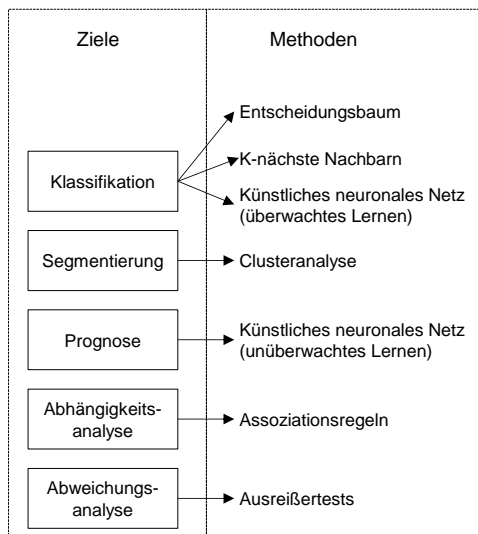 Ziele
Methoden
Entscheidungsbaum
Klassifikation
K-nächste Nachbarn
Künstliches neuronales Netz
(überwachtes Lernen)
Segmentierung
Clusteranalyse
Prognose
Künstliches neuronales Netz
(unüberwachtes Lernen)
Abhängigkeits-
analyse
Assoziationsregeln
Abweichungs-
analyse
Ausreißertests